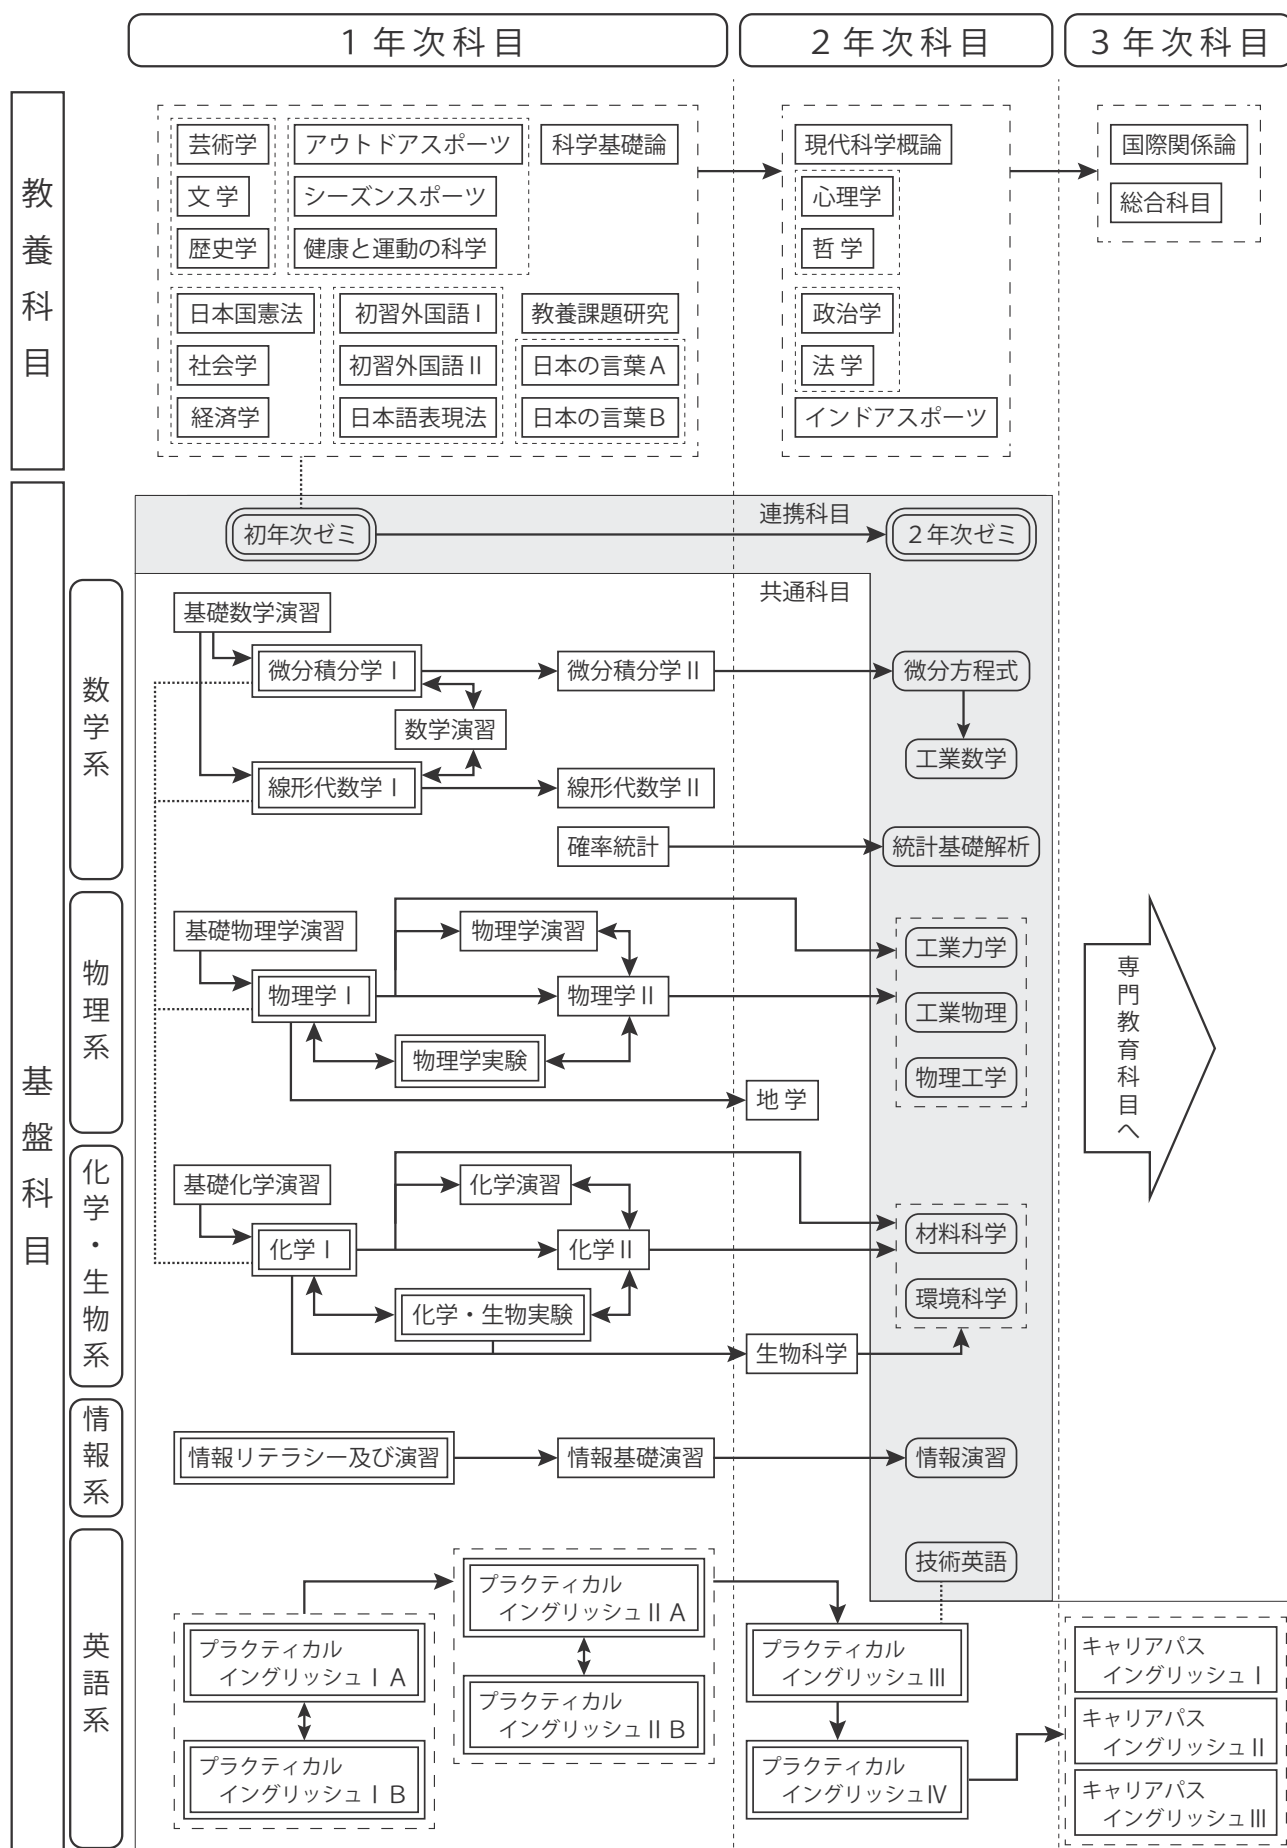 １年次科目
２年次科目
３年次科目
教養科目
芸術学
アウトドアスポーツ
科学基礎論
文 学
シーズンスポーツ
歴史学
健康と運動の科学
日本国憲法
初習外国語Ⅰ
教養課題研究
社会学
初習外国語Ⅱ
日本の言葉Ａ
経済学
日本語表現法
日本の言葉Ｂ
現代科学概論
心理学
哲 学
政治学
法 学
インドアスポーツ
国際関係論
総合科目
基盤科目
連携科目
初年次ゼミ
２年次ゼミ
共通科目
数学系
基礎数学演習
微分積分学Ⅰ
微分積分学Ⅱ
微分方程式
数学演習
工業数学
線形代数学Ⅰ
線形代数学Ⅱ
確率統計
統計基礎解析
物理系
基礎物理学演習
物理学演習
工業力学
物理学Ⅰ
物理学Ⅱ
工業物理
物理学実験
物理工学
地 学
専門教育科目へ
化学・生物系
基礎化学演習
化学演習
材料科学
化学Ⅰ
化学Ⅱ
化学・生物実験
環境科学
生物科学
情報系
情報リテラシー及び演習
情報基礎演習
情報演習
英語系
技術英語
プラクティカル
イングリッシュⅠＡ
プラクティカル
イングリッシュⅠＢ
プラクティカル
イングリッシュⅡＡ
プラクティカル
イングリッシュⅡＢ
プラクティカル
イングリッシュⅢ
プラクティカル
イングリッシュⅣ
キャリアパス
イングリッシュⅠ
キャリアパス
イングリッシュⅡ
キャリアパス
イングリッシュⅢ